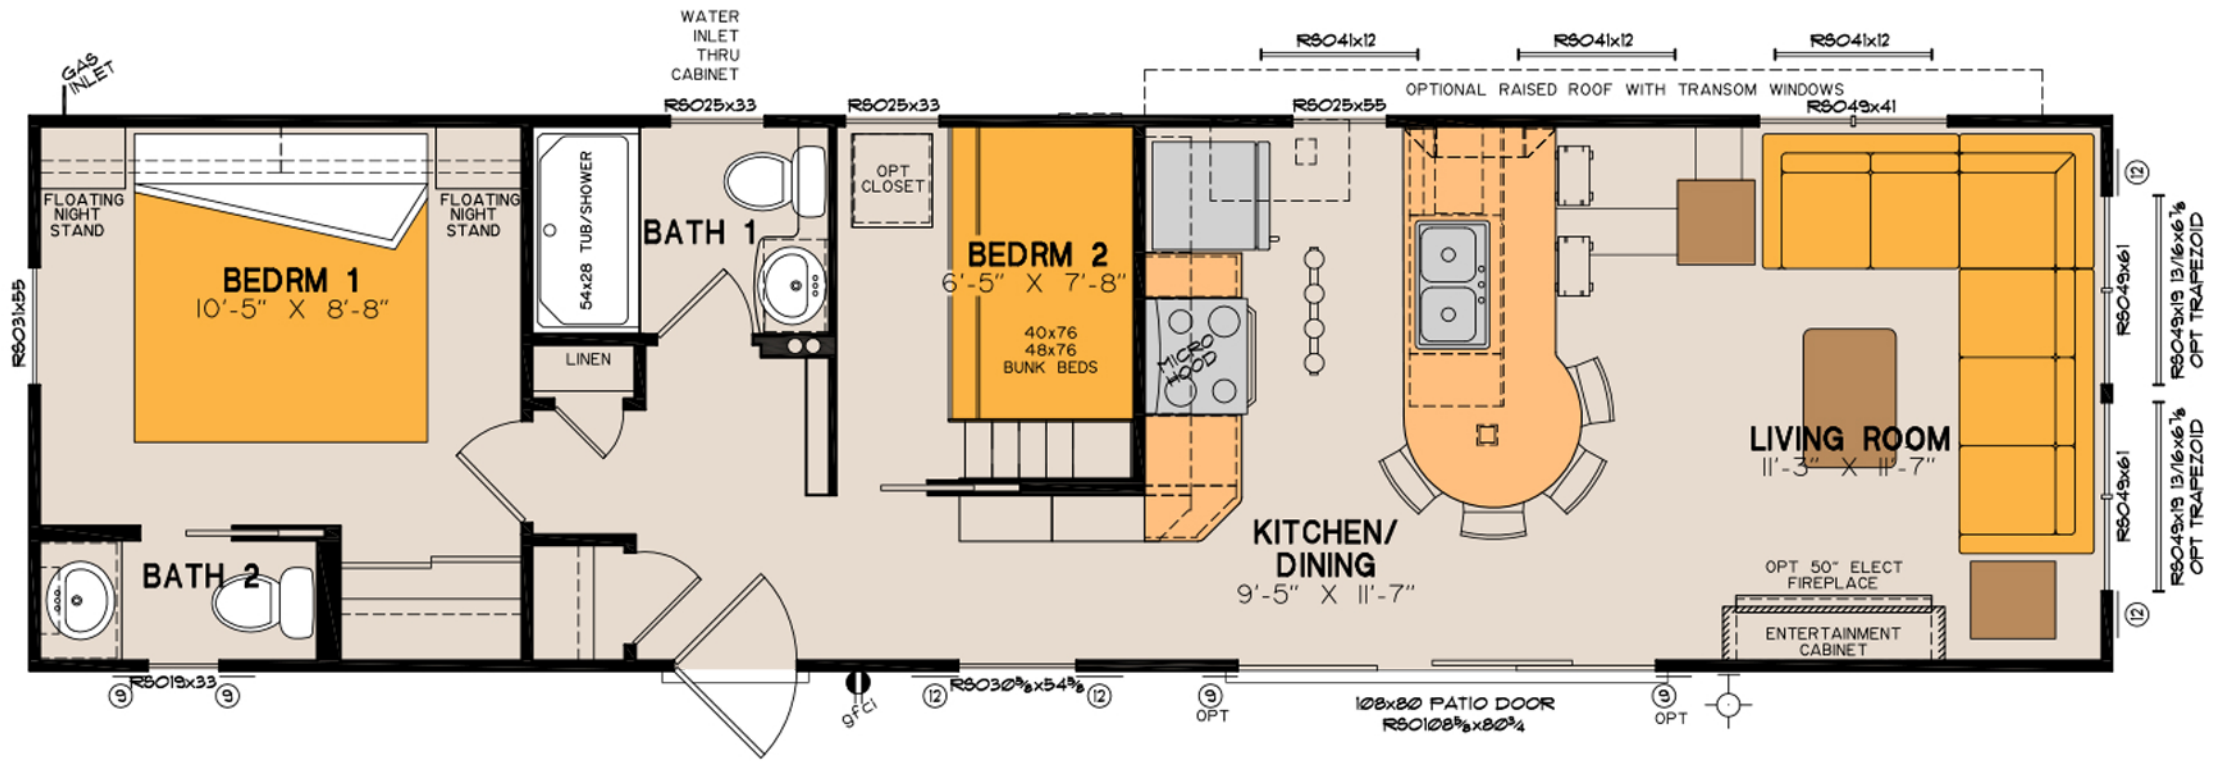 WATER
INLET
THRU
CABINET
GAS
INLET
RSO41x12
RSO41x12
RSO41x12
OPTIONAL RAISED ROOF WITH TRANSOM WINDOWS
RSO25x33
RSO25x33
RSO25x55
RSO49x41
FLOATING
NIGHT
STAND
FLOATING
NIGHT
STAND
BEDRM 1
10'-5" X 8'-8"
RSO31x55
54x28 TUB/SHOWER
BATH 1
LINEN
OPT
CLOSET
BEDRM 2
6'-5" X 7'-8"
40x76
48x76
BUNK BEDS
MICRO
HOOD
KITCHEN/
DINING
9'-5" X 11'-7"
LIVING ROOM
11'-3" X 11'-7"
OPT 50" ELECT
FIREPLACE
ENTERTAINMENT
CABINET
12
RSO49x61
RSO49x19 13/16x6⅛
OPT TRAPEZOID
RSO49x61
RSO49x19 13/16x6⅛
OPT TRAPEZOID
12
BATH 2
9
RSO19x33
9
gfci
12
RSO30⅝x54⅝
12
9
OPT
108x80 PATIO DOOR
RSO108⅝x80¾
9
OPT